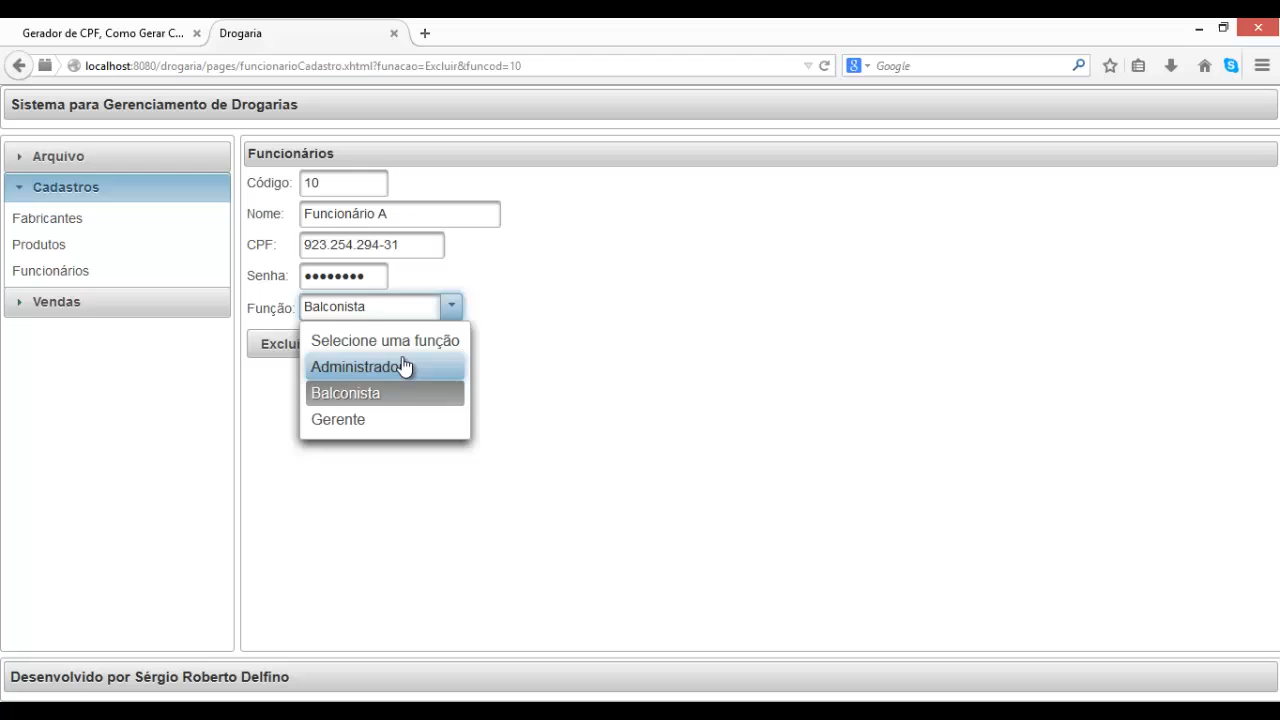 Gerador de CPF, Como Gerar C...
Drogaria
localhost:8080/drogaria/pages/funcionarioCadastro.xhtml?funacao=Excluir&funcod=10
Google
Sistema para Gerenciamento de Drogarias
Arquivo
Cadastros
Fabricantes
Produtos
Funcionários
Vendas
Funcionários
Código: 10
Nome: Funcionário A
CPF: 923.254.294-31
Senha: ●●●●●●●●
Função: Balconista
Exclui
Selecione uma função
Administrado
Balconista
Gerente
Desenvolvido por Sérgio Roberto Delfino